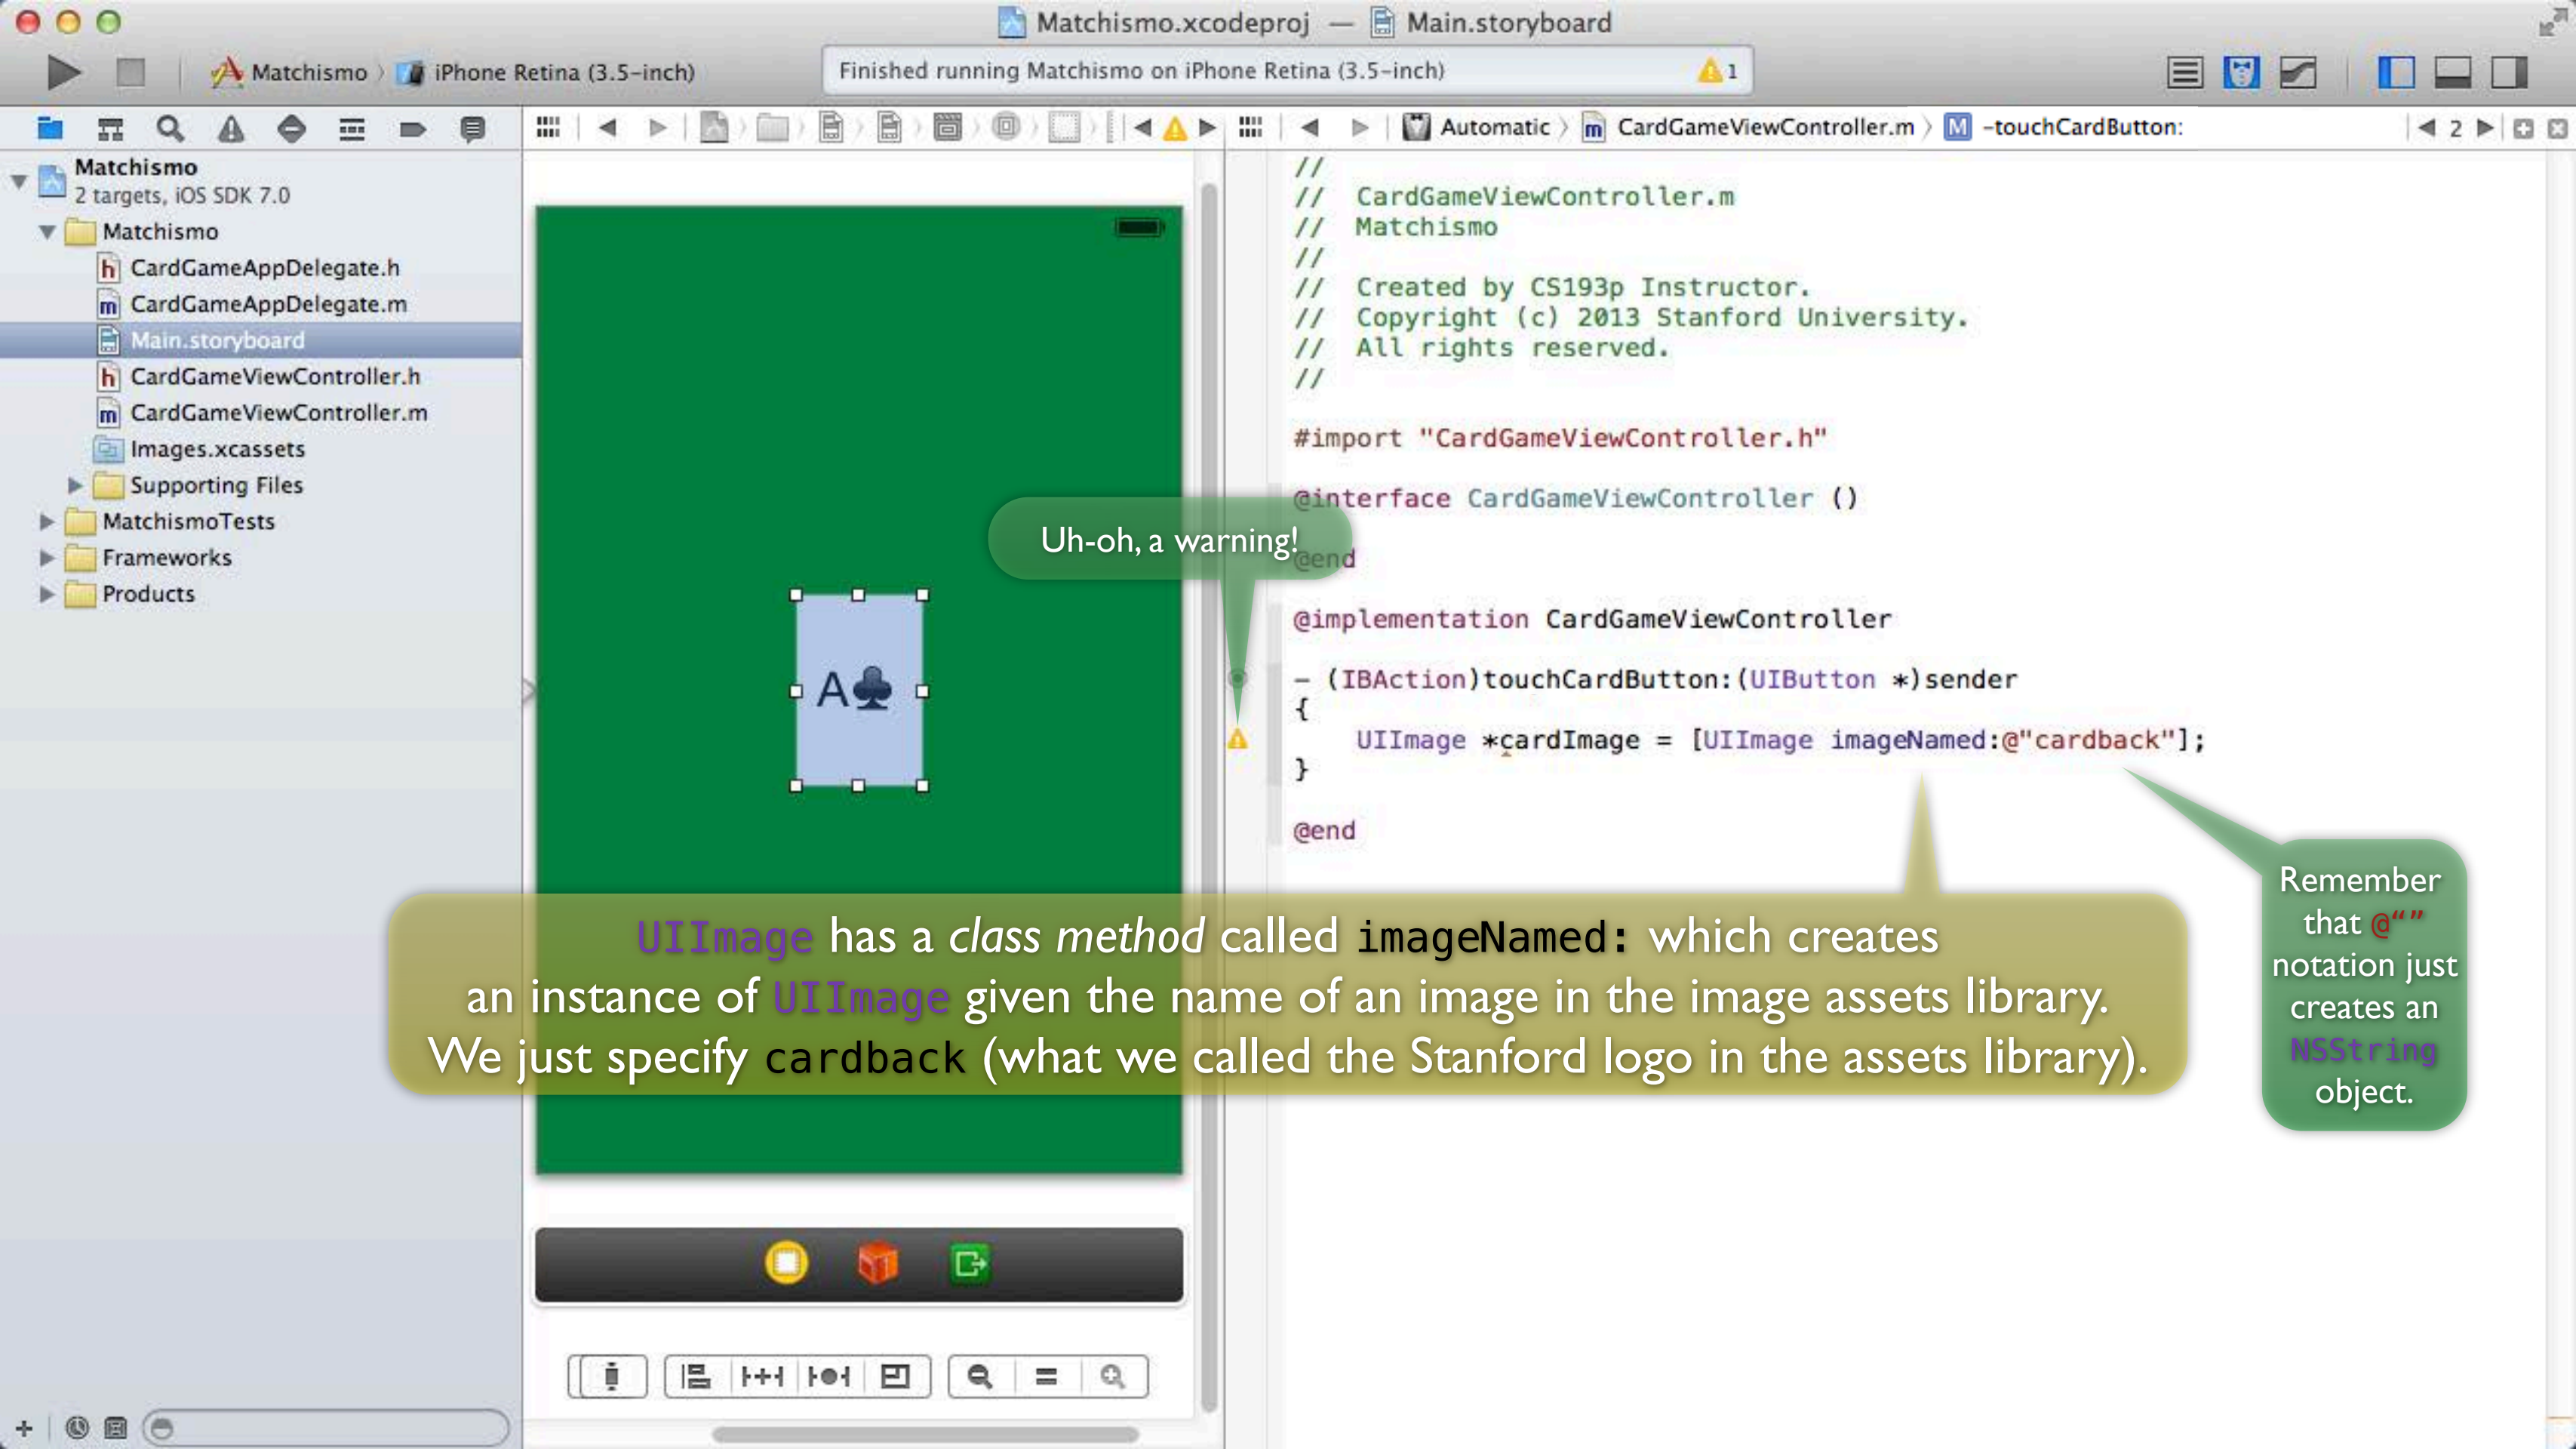 Matchismo.xcodeproj — Main.storyboard
Matchismo 〉 iPhone Retina (3.5-inch)
Finished running Matchismo on iPhone Retina (3.5-inch)
1
Automatic 〉 m CardGameViewController.m 〉 M -touchCardButton:
2
Matchismo
2 targets, iOS SDK 7.0
Matchismo
h CardGameAppDelegate.h
m CardGameAppDelegate.m
Main.storyboard
h CardGameViewController.h
m CardGameViewController.m
Images.xcassets
Supporting Files
MatchismoTests
Frameworks
Products
A♣
//
//  CardGameViewController.m
//  Matchismo
//
//  Created by CS193p Instructor.
//  Copyright (c) 2013 Stanford University.
//  All rights reserved.
//
#import "CardGameViewController.h"
@interface CardGameViewController ()
@end
@implementation CardGameViewController
- (IBAction)touchCardButton:(UIButton *)sender
{
    UIImage *cardImage = [UIImage imageNamed:@"cardback"];
}
@end
Uh-oh, a warning!
UIImage has a class method called imageNamed: which creates
an instance of UIImage given the name of an image in the image assets library.
We just specify cardback (what we called the Stanford logo in the assets library).
Remember
that @“”
notation just
creates an
NSString
object.